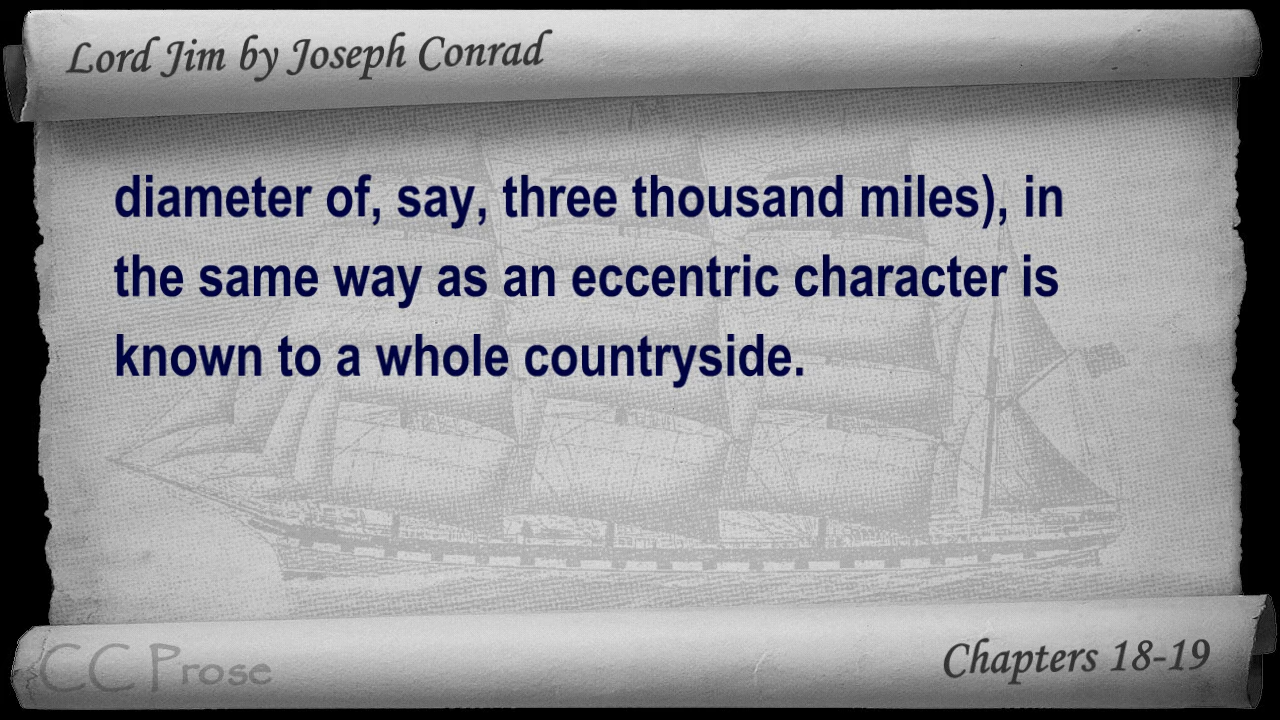 Lord Jim by Joseph Conrad
diameter of, say, three thousand miles), in
the same way as an eccentric character is
known to a whole countryside.
CC Prose
Chapters 18-19